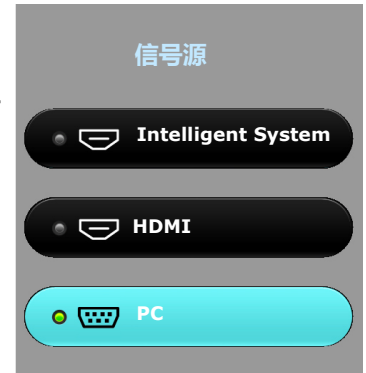 信号源
Intelligent System
HDMI
PC